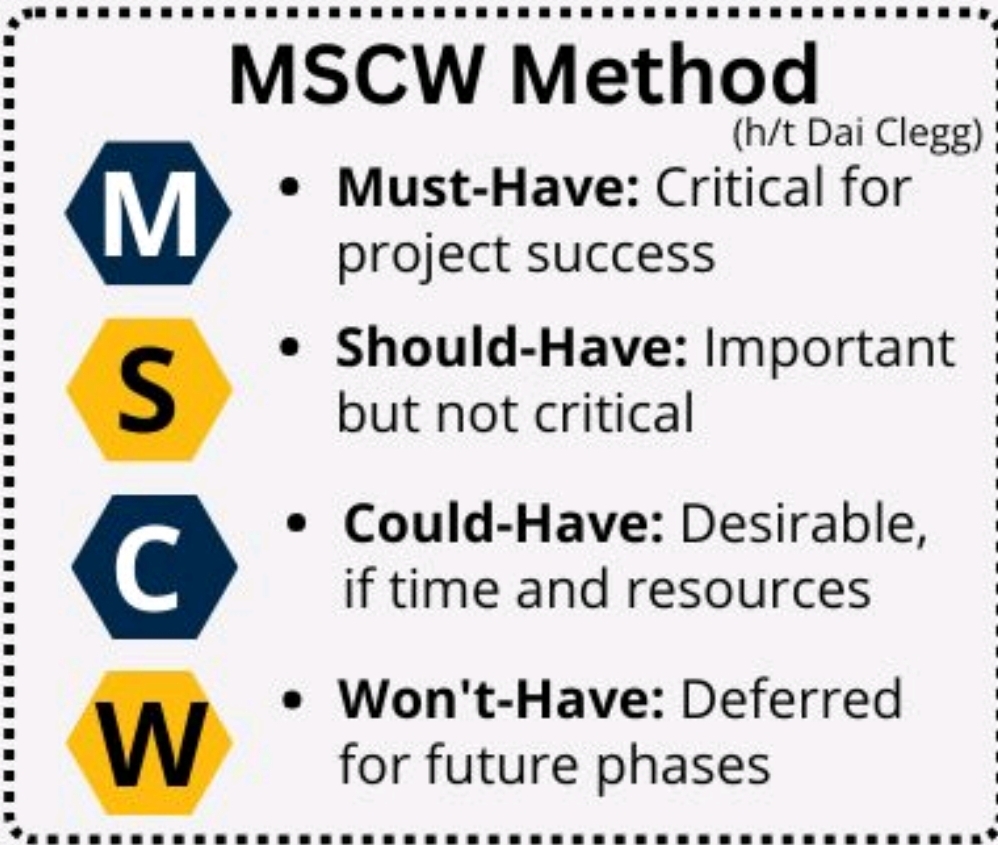 MSCW Method
(h/t Dai Clegg)
M
• Must-Have: Critical for
project success
S
• Should-Have: Important
but not critical
C
• Could-Have: Desirable,
if time and resources
W
• Won't-Have: Deferred
for future phases